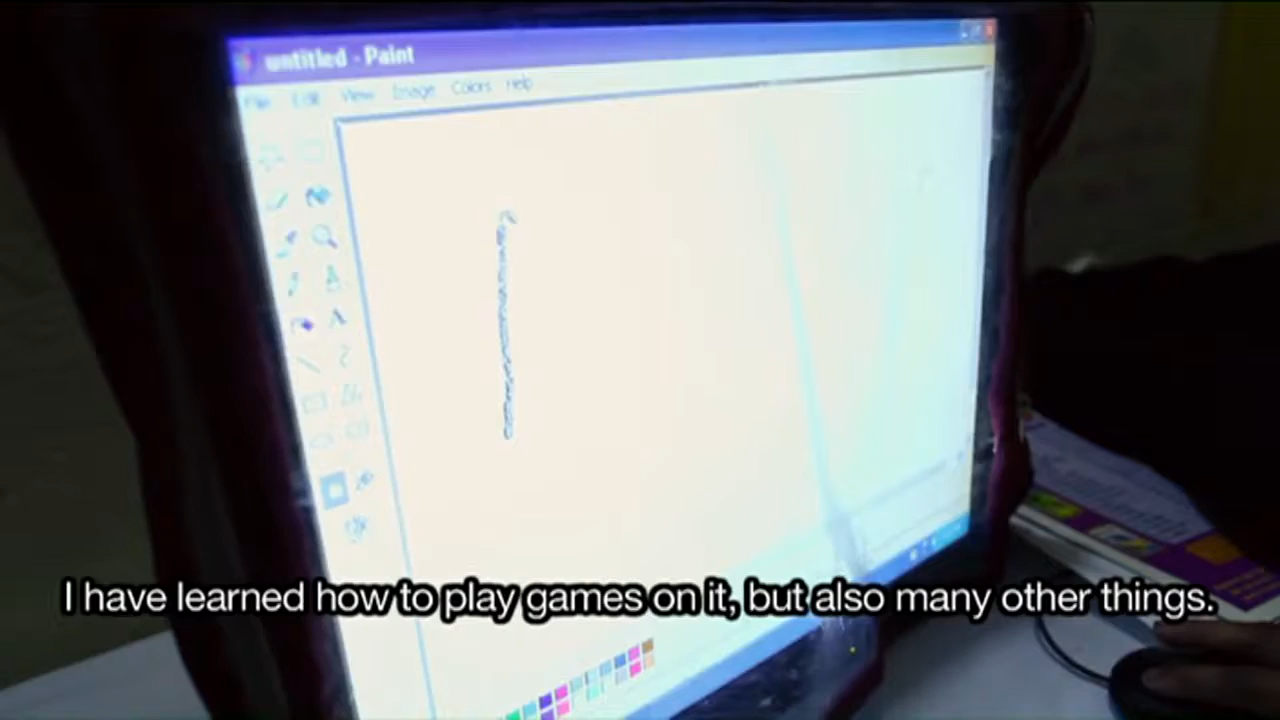 untitled - Paint
File Edit View Image Colors Help
I have learned how to play games on it, but also many other things.